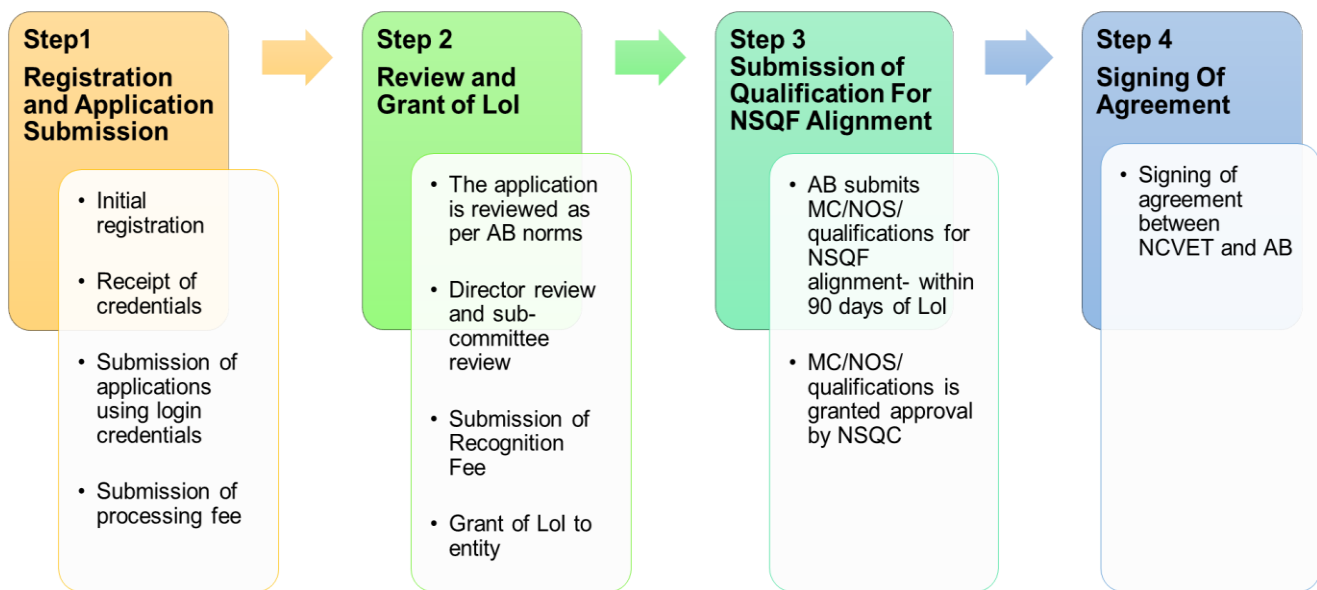 Step1
Registration
and Application
Submission
• Initial
registration
• Receipt of
credentials
• Submission of
applications
using login
credentials
• Submission of
processing fee
Step 2
Review and
Grant of LoI
• The application
is reviewed as
per AB norms
• Director review
and sub-
committee
review
• Submission of
Recognition
Fee
• Grant of LoI to
entity
Step 3
Submission of
Qualification For
NSQF Alignment
• AB submits
MC/NOS/
qualifications for
NSQF
alignment- within
90 days of LoI
• MC/NOS/
qualifications is
granted approval
by NSQC
Step 4
Signing Of
Agreement
• Signing of
agreement
between
NCVET and AB